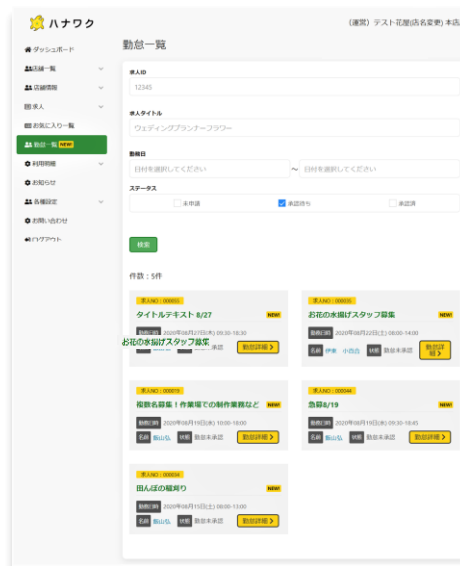 ハナワク
(運営) テスト花屋(店名変更) 本店
ダッシュボード
店舗一覧
店舗情報
求人
お気に入り一覧
勤怠一覧 NEW!
利用明細
お知らせ
各種設定
お問い合わせ
ログアウト
勤怠一覧
求人ID
12345
求人タイトル
ウェディングプランナーフラワー
勤務日
日付を選択してください ~ 日付を選択してください
ステータス
未申請 承認待ち 承認済
検索
件数：5件
タイトルテスト 8/27 NEW!
勤務日時 2020年08月27日(木) 09:30-18:30
お花の水揚げスタッフ募集
勤怠詳細
お花の水揚げスタッフ募集 NEW!
勤務日時 2020年08月22日(土) 08:00-14:00
名前 伊東 小百合 状態 勤怠未承認 勤怠詳細
求人NO：000019
複数名募集！作業場での制作業務など NEW!
勤務日時 2020年08月19日(水) 10:00-18:00
名前 飯山弘 状態 勤怠未承認 勤怠詳細
求人NO：000044
急募8/19 NEW!
勤務日時 2020年08月19日(水) 09:30-18:45
名前 飯山弘 状態 勤怠未承認 勤怠詳細
求人NO：000034
田んぼの稲刈り NEW!
勤務日時 2020年08月15日(土) 00:00-13:00
名前 飯山弘 状態 勤怠未承認 勤怠詳細